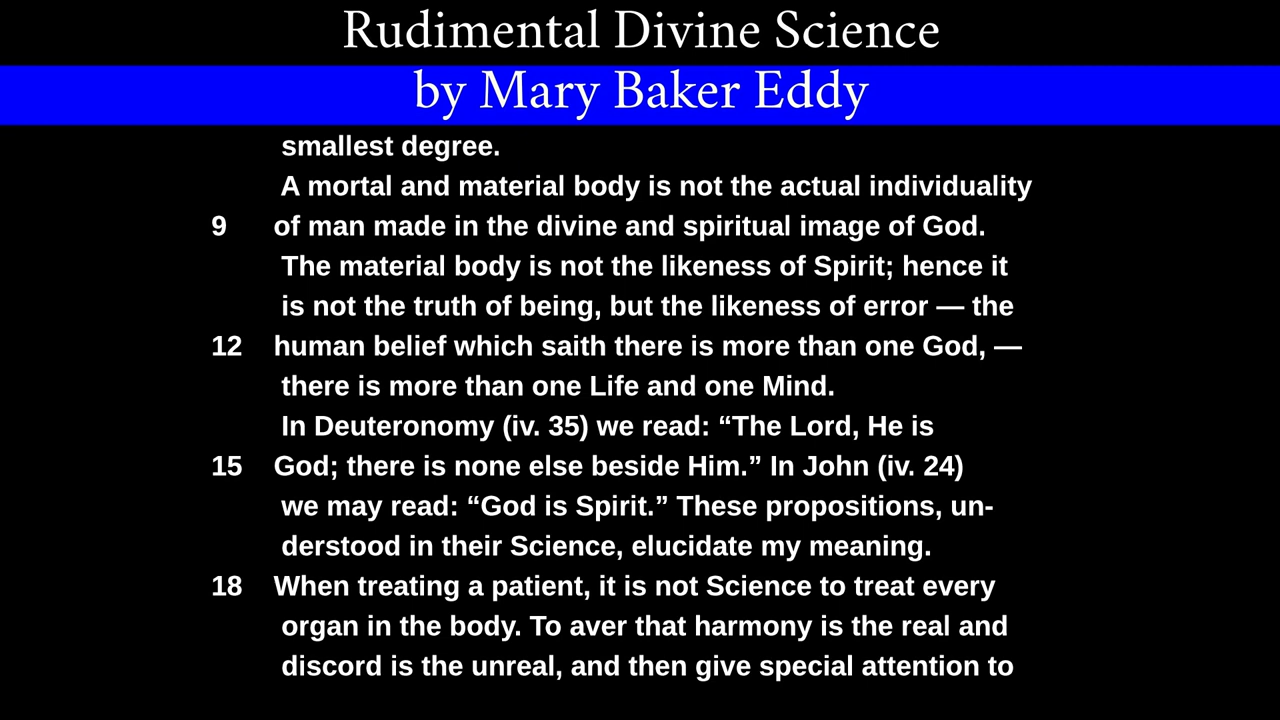 Rudimental Divine Science
by Mary Baker Eddy
smallest degree.
A mortal and material body is not the actual individuality
9 of man made in the divine and spiritual image of God.
The material body is not the likeness of Spirit; hence it
is not the truth of being, but the likeness of error — the
12 human belief which saith there is more than one God, —
there is more than one Life and one Mind.
In Deuteronomy (iv. 35) we read: “The Lord, He is
15 God; there is none else beside Him.” In John (iv. 24)
we may read: “God is Spirit.” These propositions, un-
derstood in their Science, elucidate my meaning.
18 When treating a patient, it is not Science to treat every
organ in the body. To aver that harmony is the real and
discord is the unreal, and then give special attention to